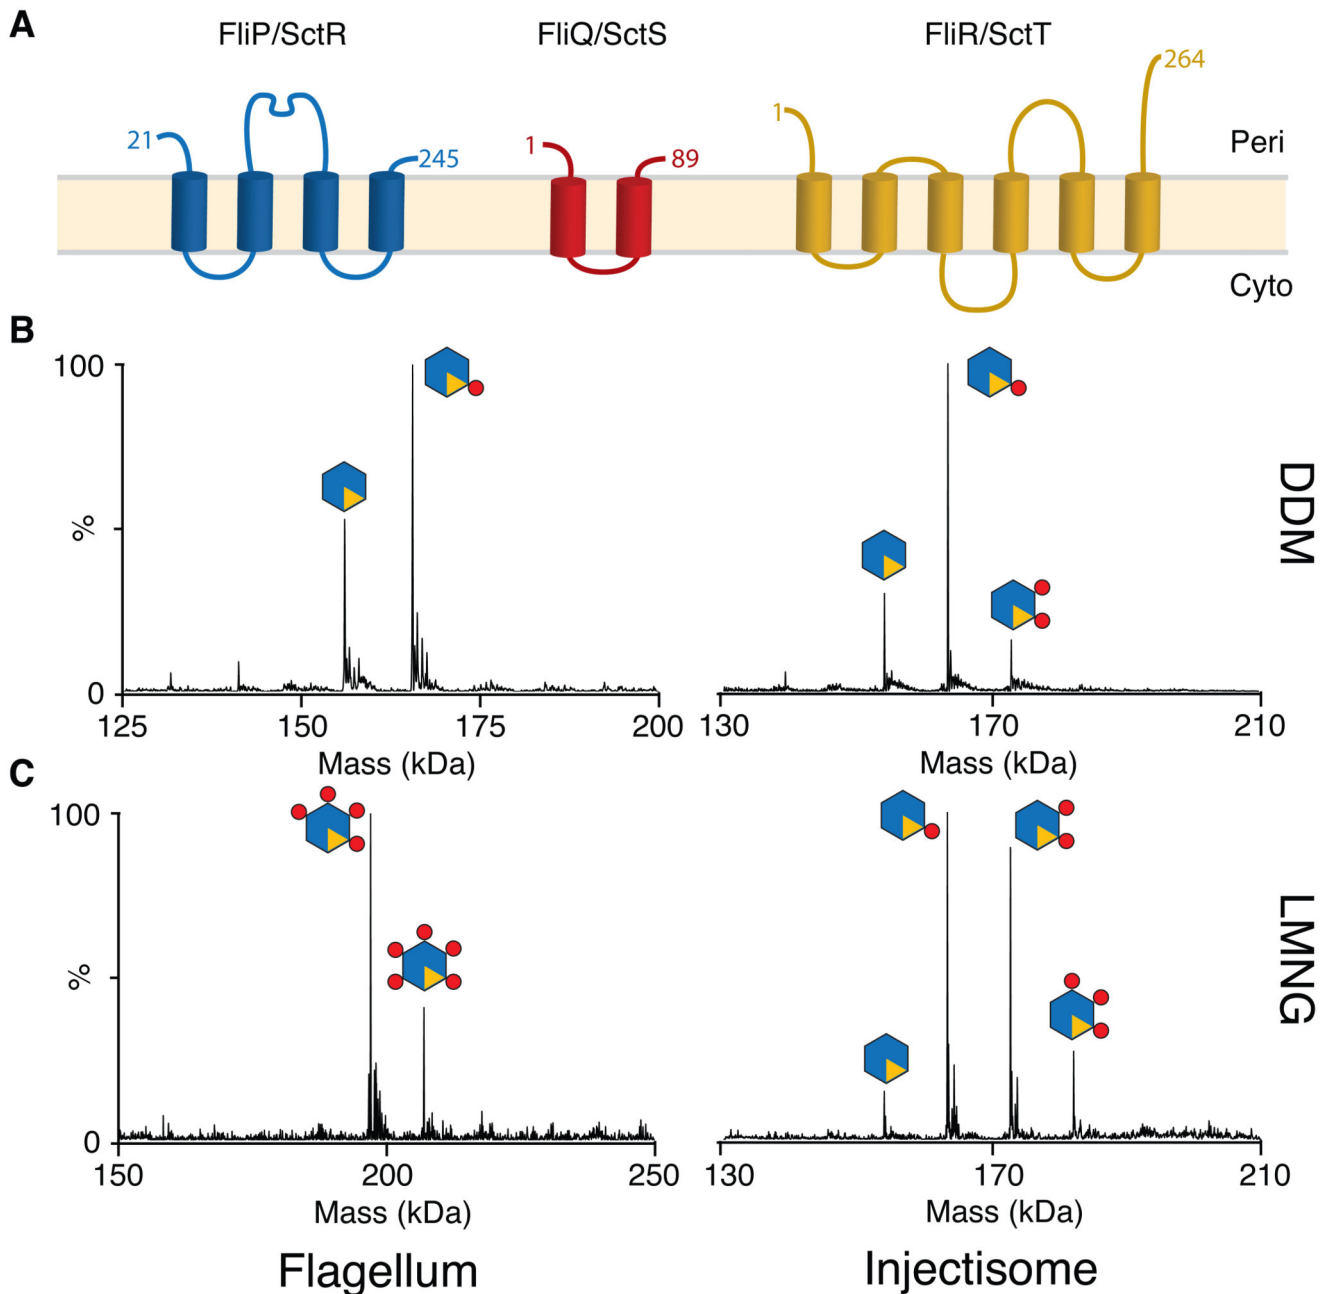 A
FliP/SctR FliQ/SctS FliR/SctT
21 245 1 89 1 264
Peri
Cyto
B
100
%
0
125 150 175 200
Mass (kDa)
130 170 210
Mass (kDa)
DDM
C
100
%
0
150 200 250
Mass (kDa)
130 170 210
Mass (kDa)
LMNG
Flagellum Injectisome